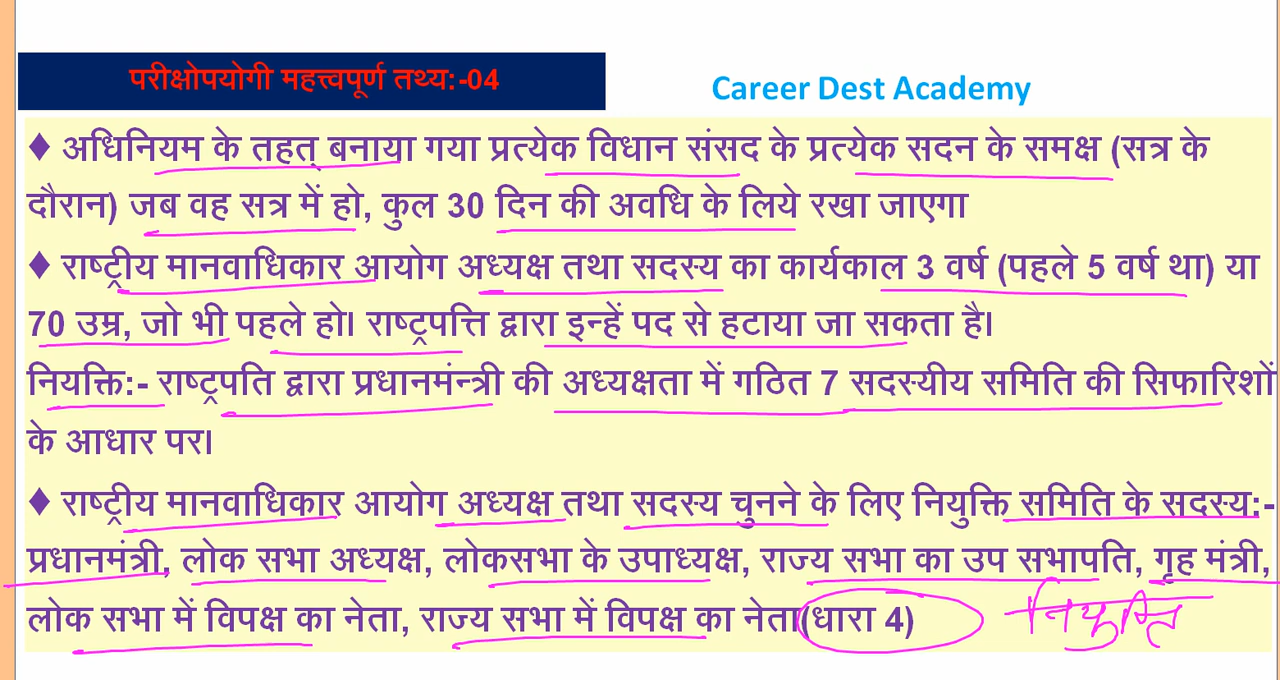 परीक्षोपयोगी महत्त्वपूर्ण तथ्य:-04
Career Dest Academy
♦ अधिनियम के तहत् बनाया गया प्रत्येक विधान संसद के प्रत्येक सदन के समक्ष (सत्र के
दौरान) जब वह सत्र में हो, कुल 30 दिन की अवधि के लिये रखा जाएगा
♦ राष्ट्रीय मानवाधिकार आयोग अध्यक्ष तथा सदस्य का कार्यकाल 3 वर्ष (पहले 5 वर्ष था) या
70 उम्र, जो भी पहले हो। राष्ट्रपत्ति द्वारा इन्हें पद से हटाया जा सकता है।
नियक्ति:- राष्ट्रपति द्वारा प्रधानमंन्त्री की अध्यक्षता में गठित 7 सदस्यीय समिति की सिफारिशों
के आधार पर।
♦ राष्ट्रीय मानवाधिकार आयोग अध्यक्ष तथा सदस्य चुनने के लिए नियुक्ति समिति के सदस्य:-
प्रधानमंत्री, लोक सभा अध्यक्ष, लोकसभा के उपाध्यक्ष, राज्य सभा का उप सभापति, गृह मंत्री,
लोक सभा में विपक्ष का नेता, राज्य सभा में विपक्ष का नेता(धारा 4)
नियुक्ति